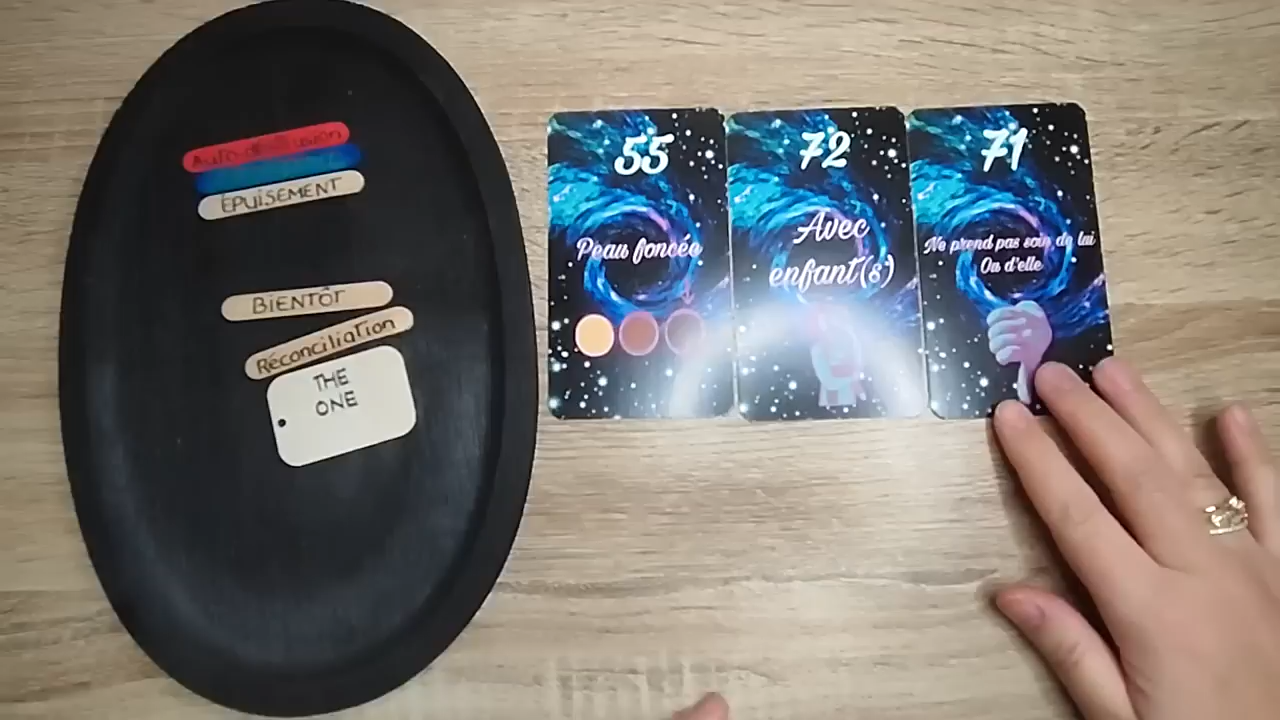 ÉPUISEMENT
BIENTÔT
Réconciliation
THE
ONE
55
Peau foncée
72
Avec
enfant(s)
71
Ne prend pas soin de lui
Ou d'elle